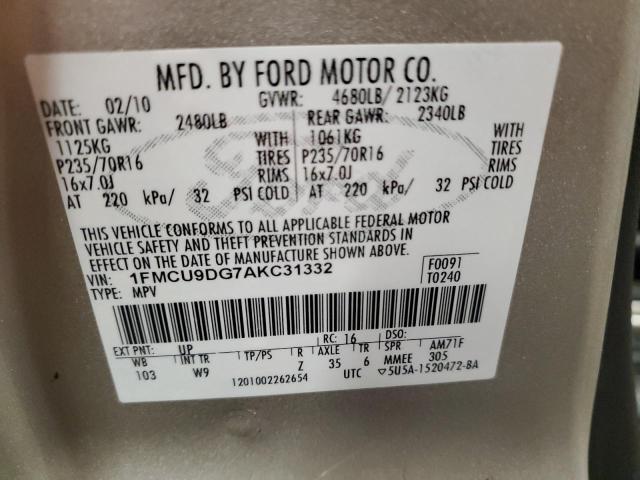 MFD. BY FORD MOTOR CO.
DATE: 02/10 GVWR: 4680LB/ 2123KG
FRONT GAWR: 2480LB REAR GAWR: 2340LB
1125KG WITH 1061KG WITH
P235/70R16 TIRES P235/70R16 TIRES
16x7.0J RIMS 16x7.0J RIMS
AT 220 kPa/ 32 PSI COLD AT 220 kPa/ 32 PSI COLD
THIS VEHICLE CONFORMS TO ALL APPLICABLE FEDERAL MOTOR
VEHICLE SAFETY AND THEFT PREVENTION STANDARDS IN
EFFECT ON THE DATE OF MANUFACTURE SHOWN ABOVE.
VIN: 1FMCU9DG7AKC31332 F0091
TYPE: MPV T0240
EXT PNT: UP RC: 16 DSO:
WB INT TR TP/PS R AXLE TR SPR AM71F
103 W9 Z 35 6 MMEE 305
1201002262654 UTC ▽5U5A-1520472-BA